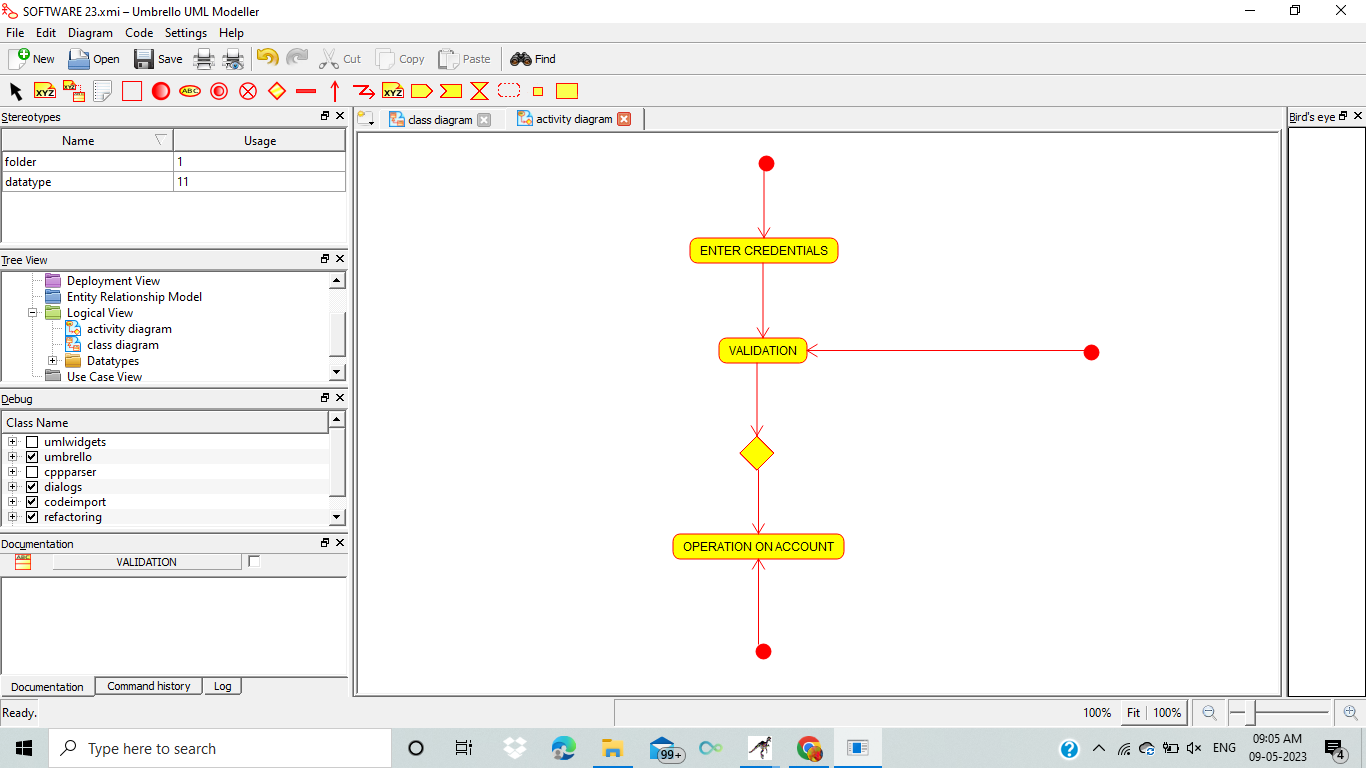 SOFTWARE 23.xmi – Umbrello UML Modeller
File Edit Diagram Code Settings Help
New Open Save Cut Copy Paste Find
XYZ XYZ ABC XYZ
Stereotypes
Name Usage
folder 1
datatype 11
Tree View
Deployment View
Entity Relationship Model
Logical View
activity diagram
class diagram
Datatypes
Use Case View
Debug
Class Name
umlwidgets
umbrello
cppparser
dialogs
codeimport
refactoring
Documentation
ABC VALIDATION
Documentation Command history Log
class diagram activity diagram
ENTER CREDENTIALS
VALIDATION
OPERATION ON ACCOUNT
Bird's eye
Ready.
100% Fit 100%
Type here to search
99+
ENG
09:05 AM
09-05-2023
4